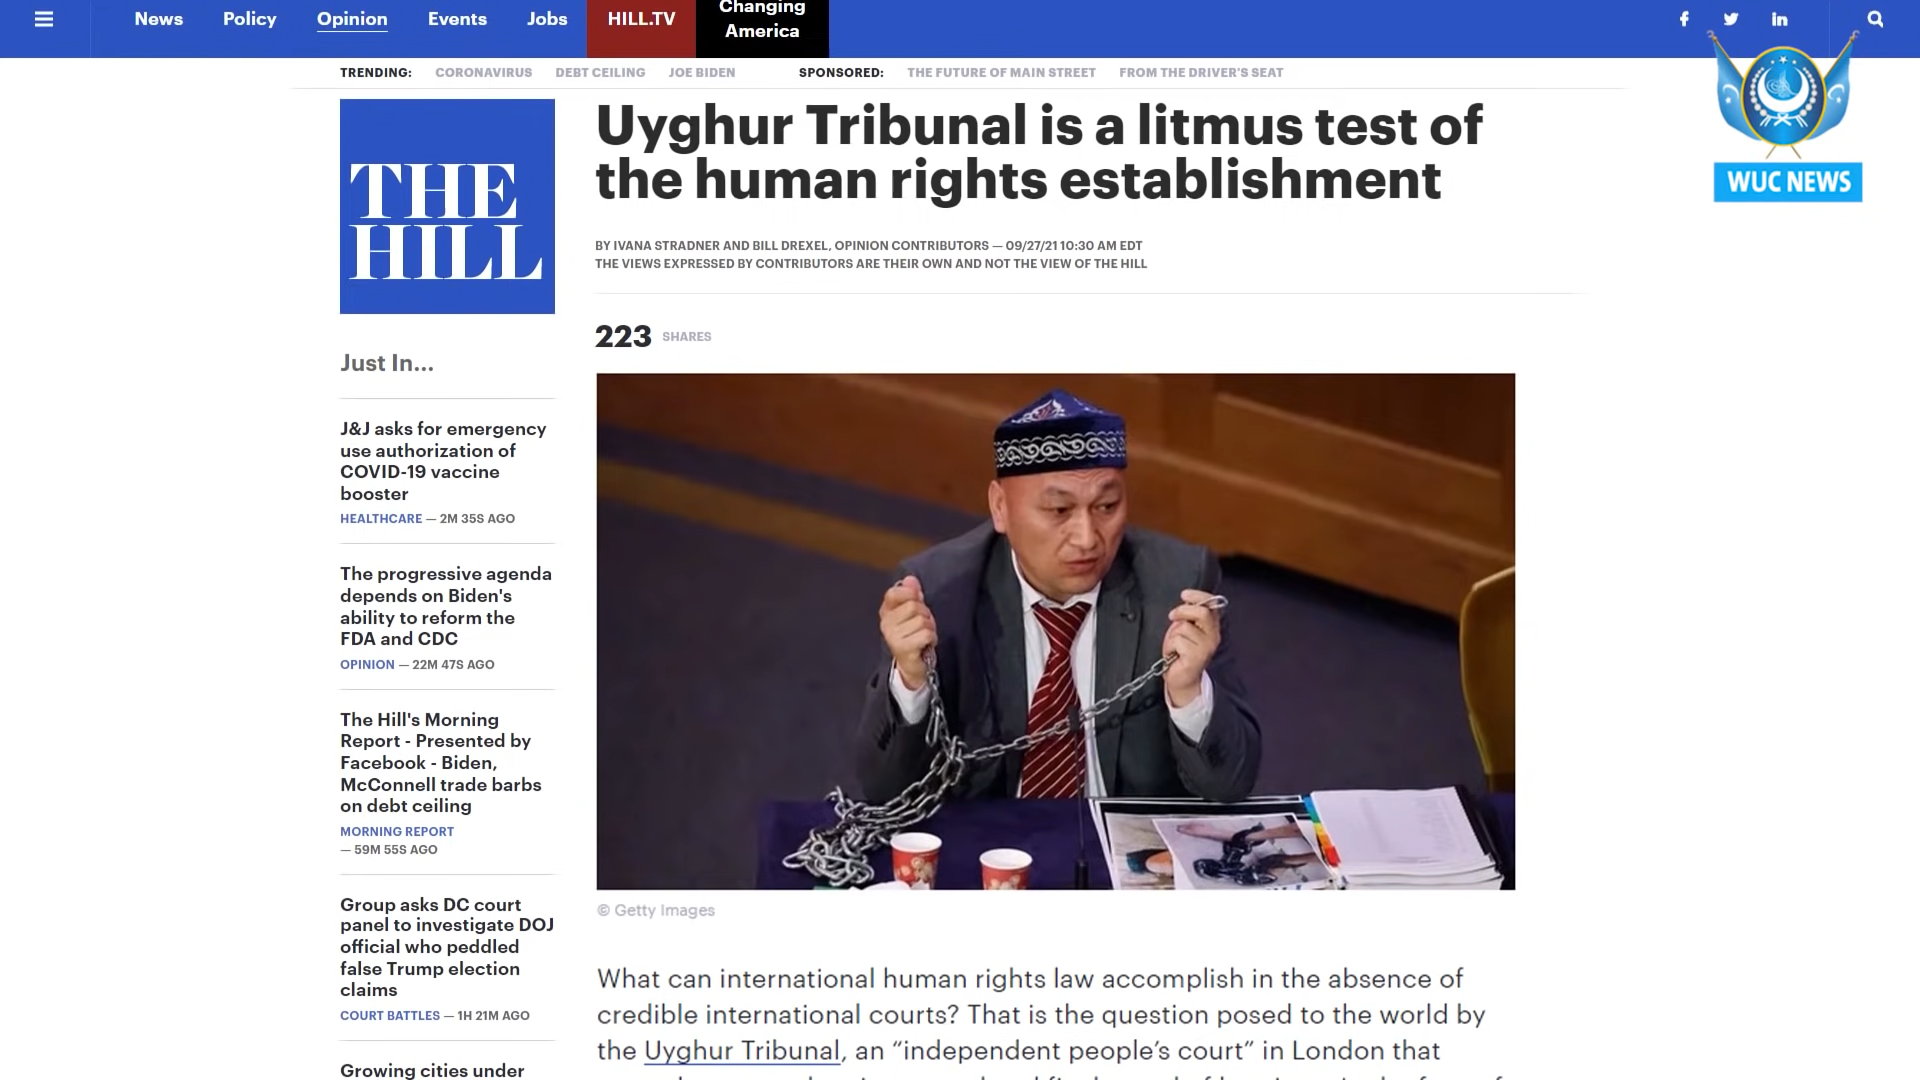 News
Policy
Opinion
Events
Jobs
HILL.TV
Changing
America
TRENDING: CORONAVIRUS DEBT CEILING JOE BIDEN SPONSORED: THE FUTURE OF MAIN STREET FROM THE DRIVER'S SEAT
WUC NEWS
THE
HILL
Uyghur Tribunal is a litmus test of
the human rights establishment
BY IVANA STRADNER AND BILL DREXEL, OPINION CONTRIBUTORS — 09/27/21 10:30 AM EDT
THE VIEWS EXPRESSED BY CONTRIBUTORS ARE THEIR OWN AND NOT THE VIEW OF THE HILL
223 SHARES
Just In...
J&J asks for emergency
use authorization of
COVID-19 vaccine
booster
HEALTHCARE — 2M 35S AGO
The progressive agenda
depends on Biden's
ability to reform the
FDA and CDC
OPINION — 22M 47S AGO
The Hill's Morning
Report - Presented by
Facebook - Biden,
McConnell trade barbs
on debt ceiling
MORNING REPORT
— 59M 55S AGO
Group asks DC court
panel to investigate DOJ
official who peddled
false Trump election
claims
COURT BATTLES — 1H 21M AGO
Growing cities under
© Getty Images
What can international human rights law accomplish in the absence of
credible international courts? That is the question posed to the world by
the Uyghur Tribunal, an “independent people’s court” in London that